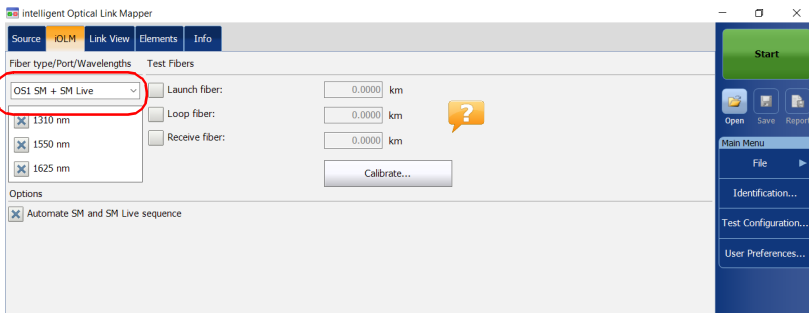 intelligent Optical Link Mapper
Source iOLM Link View Elements Info
Fiber type/Port/Wavelengths Test Fibers
OS1 SM + SM Live
Launch fiber: 0.0000 km
1310 nm
Loop fiber: 0.0000 km
?
1550 nm
Receive fiber: 0.0000 km
1625 nm
Calibrate...
Options
Automate SM and SM Live sequence
Start
Open Save Report
Main Menu
File
Identification...
Test Configuration...
User Preferences...